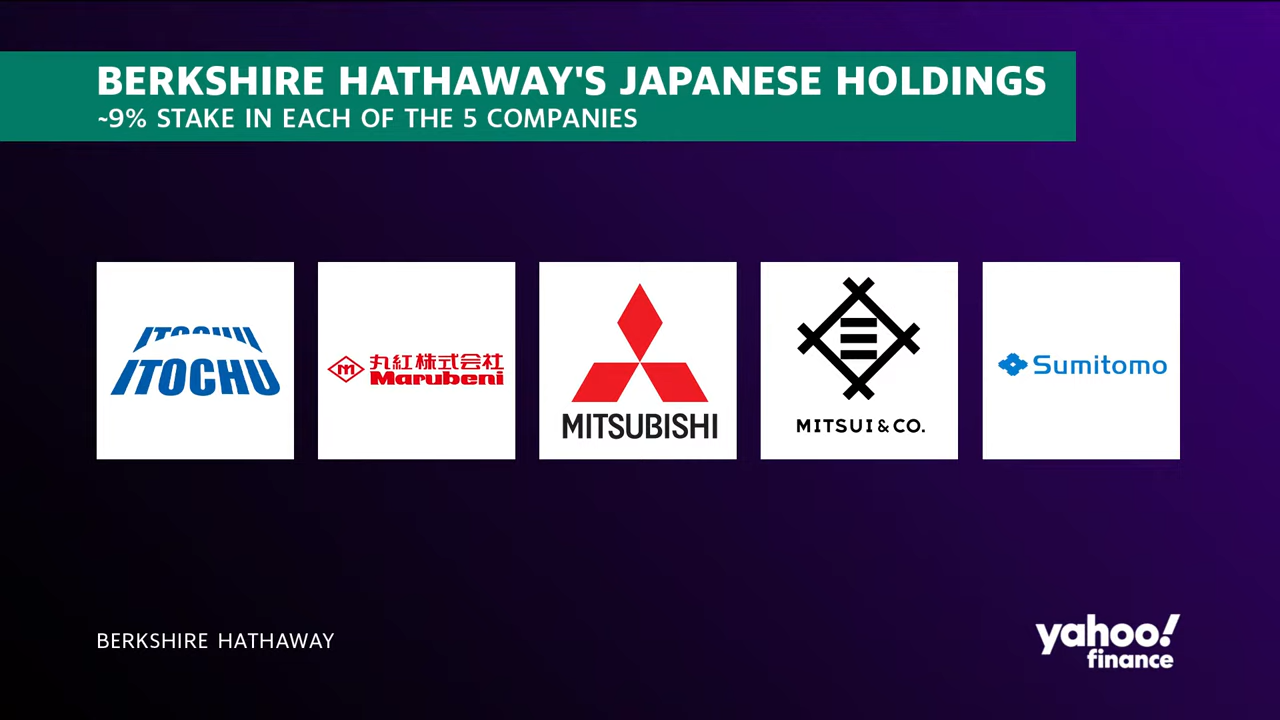 BERKSHIRE HATHAWAY'S JAPANESE HOLDINGS
~9% STAKE IN EACH OF THE 5 COMPANIES
ITOCHU
ITOCHU
丸紅株式会社
Marubeni
MITSUBISHI
MITSUI & CO.
Sumitomo
BERKSHIRE HATHAWAY
yahoo!
finance